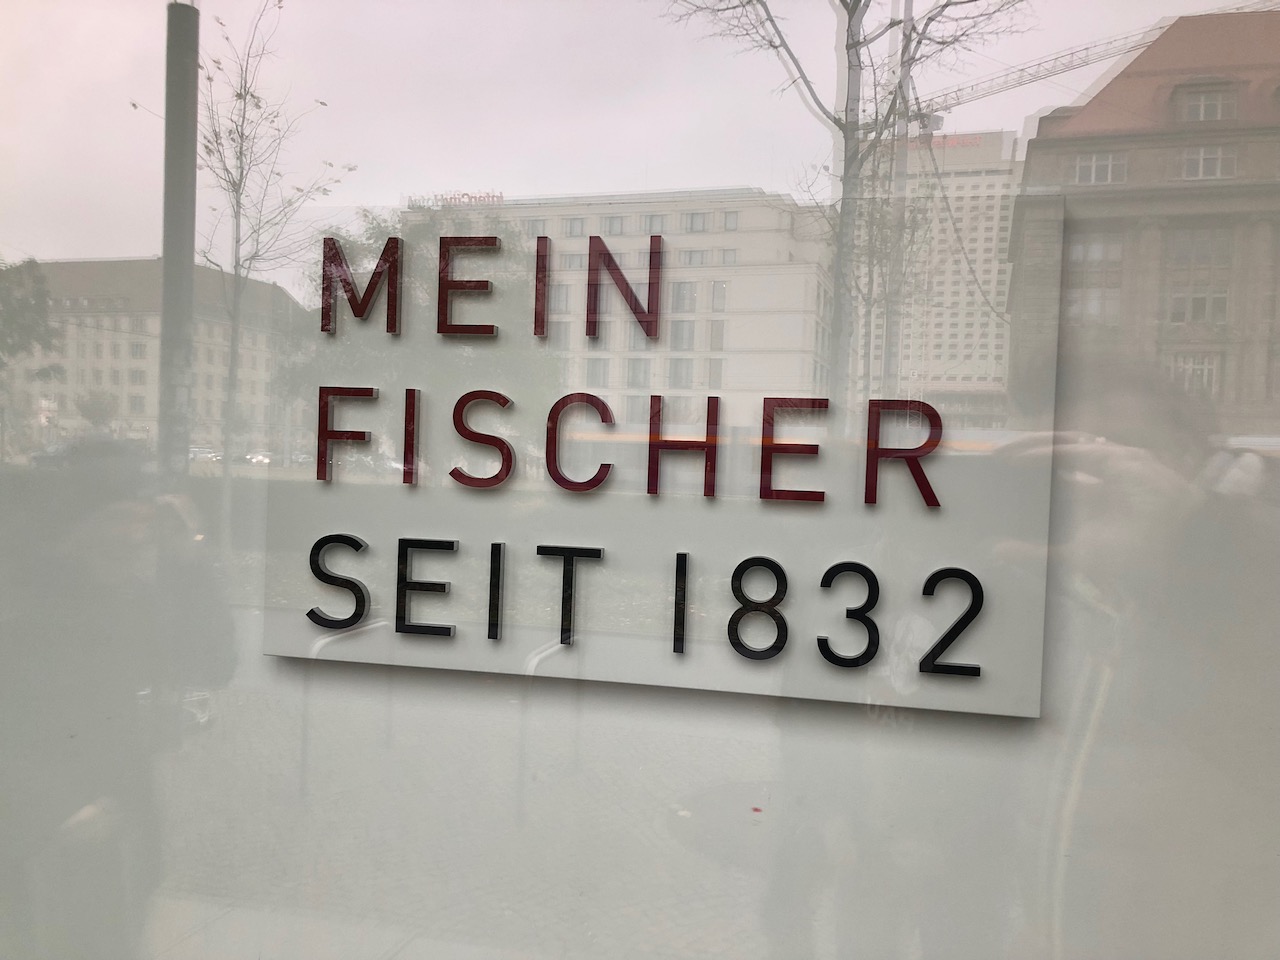 MEIN
FISCHER
SEIT 1832